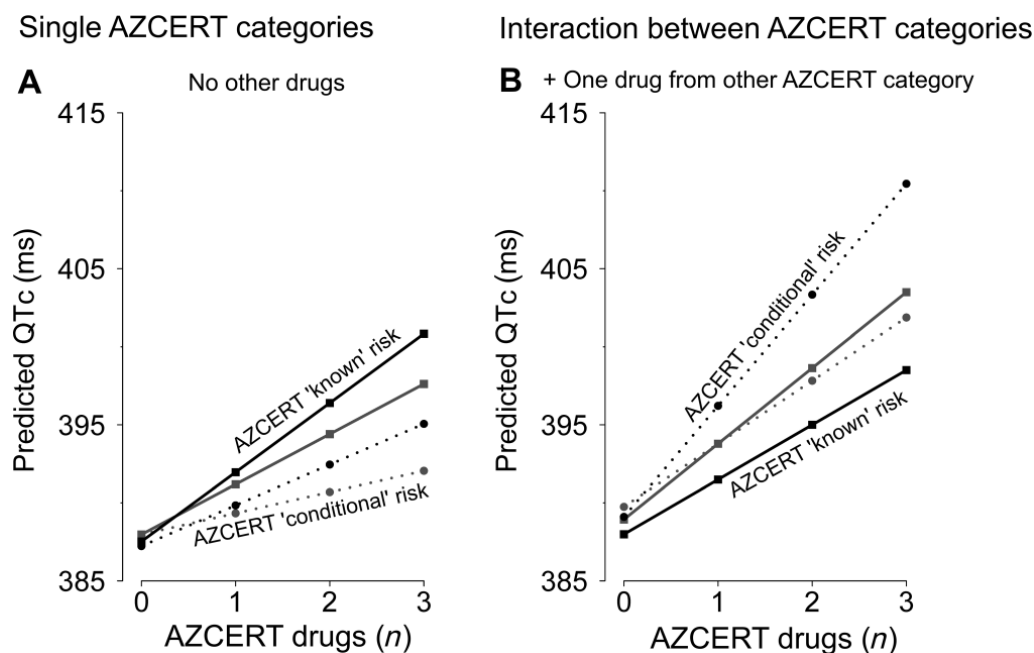 Single AZCERT categories
Interaction between AZCERT categories
A
No other drugs
B
+ One drug from other AZCERT category
415
405
395
385
Predicted QTc (ms)
AZCERT 'known' risk
AZCERT 'conditional' risk
0 1 2 3
AZCERT drugs (n)
415
405
395
385
Predicted QTc (ms)
AZCERT 'conditional' risk
AZCERT 'known' risk
0 1 2 3
AZCERT drugs (n)